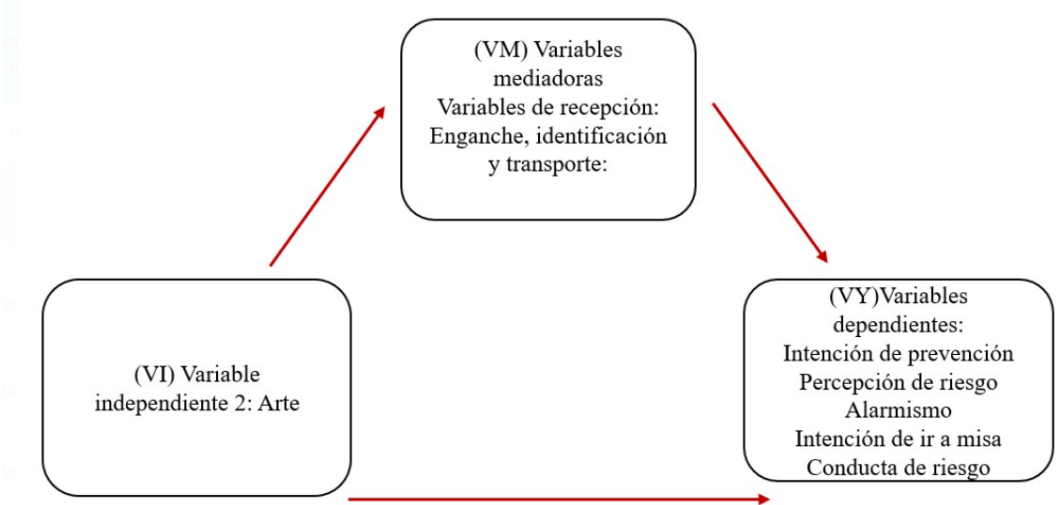 (VM) Variables
mediadoras
Variables de recepción:
Enganche, identificación
y transporte:
(VI) Variable
independiente 2: Arte
(VY)Variables
dependientes:
Intención de prevención
Percepción de riesgo
Alarmismo
Intención de ir a misa
Conducta de riesgo